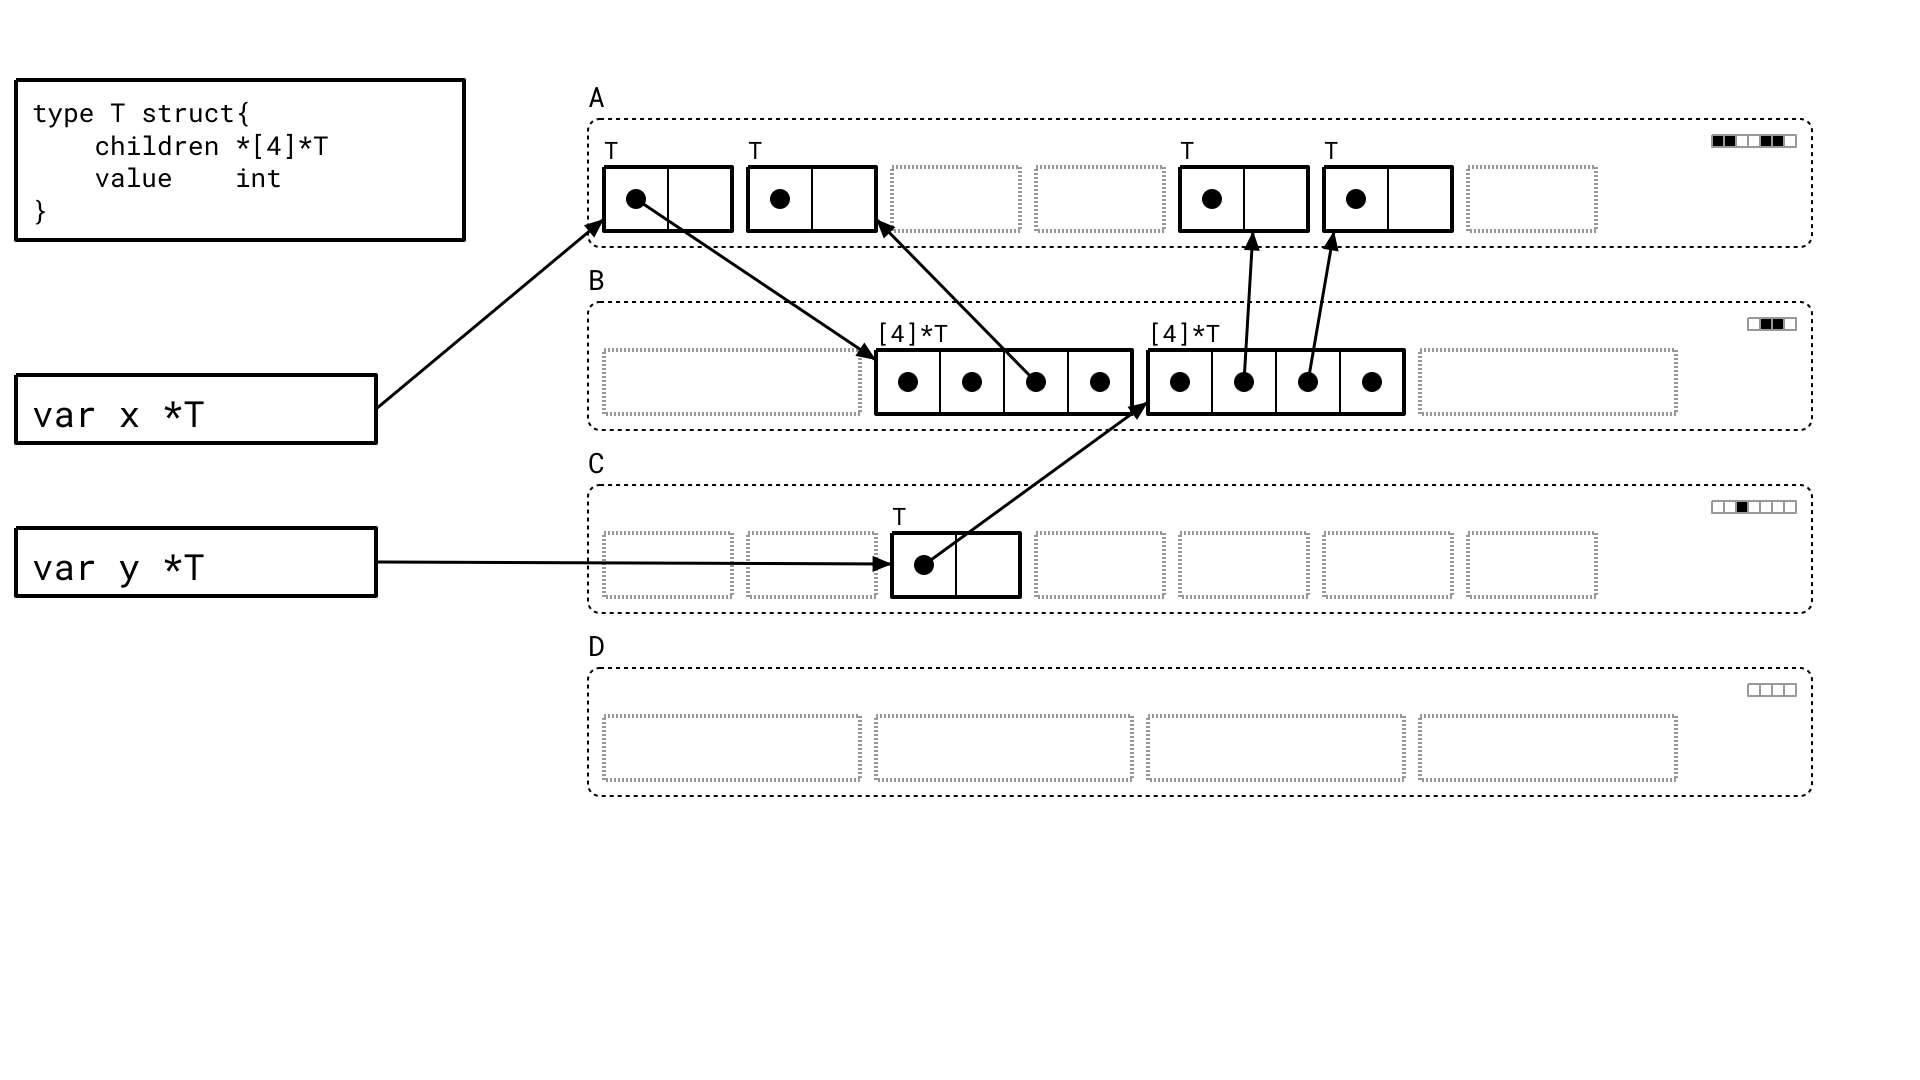 type T struct{
    children *[4]*T
    value    int
}
var x *T
var y *T
A
T T T T
B
[4]*T [4]*T
C
T
D